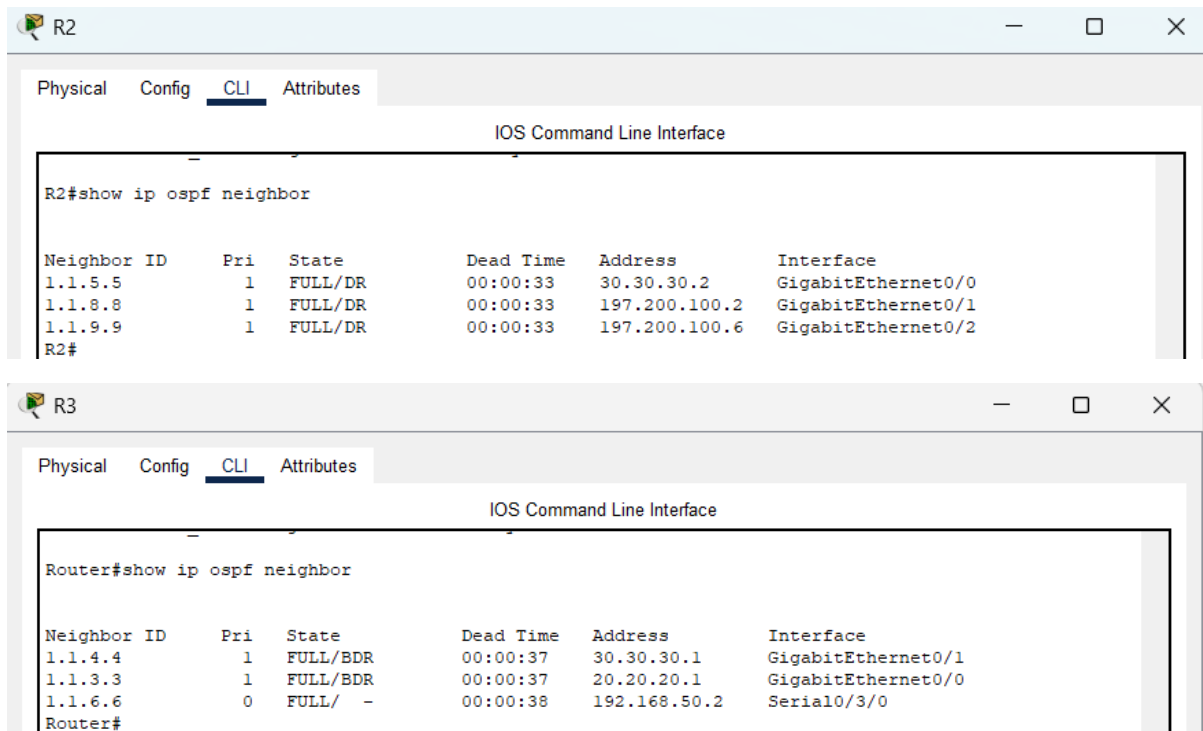 R2
Physical Config CLI Attributes
IOS Command Line Interface
R2#show ip ospf neighbor
Neighbor ID Pri State Dead Time Address Interface
1.1.5.5 1 FULL/DR 00:00:33 30.30.30.2 GigabitEthernet0/0
1.1.8.8 1 FULL/DR 00:00:33 197.200.100.2 GigabitEthernet0/1
1.1.9.9 1 FULL/DR 00:00:33 197.200.100.6 GigabitEthernet0/2
R2#
R3
Physical Config CLI Attributes
IOS Command Line Interface
Router#show ip ospf neighbor
Neighbor ID Pri State Dead Time Address Interface
1.1.4.4 1 FULL/BDR 00:00:37 30.30.30.1 GigabitEthernet0/1
1.1.3.3 1 FULL/BDR 00:00:37 20.20.20.1 GigabitEthernet0/0
1.1.6.6 0 FULL/ - 00:00:38 192.168.50.2 Serial0/3/0
Router#